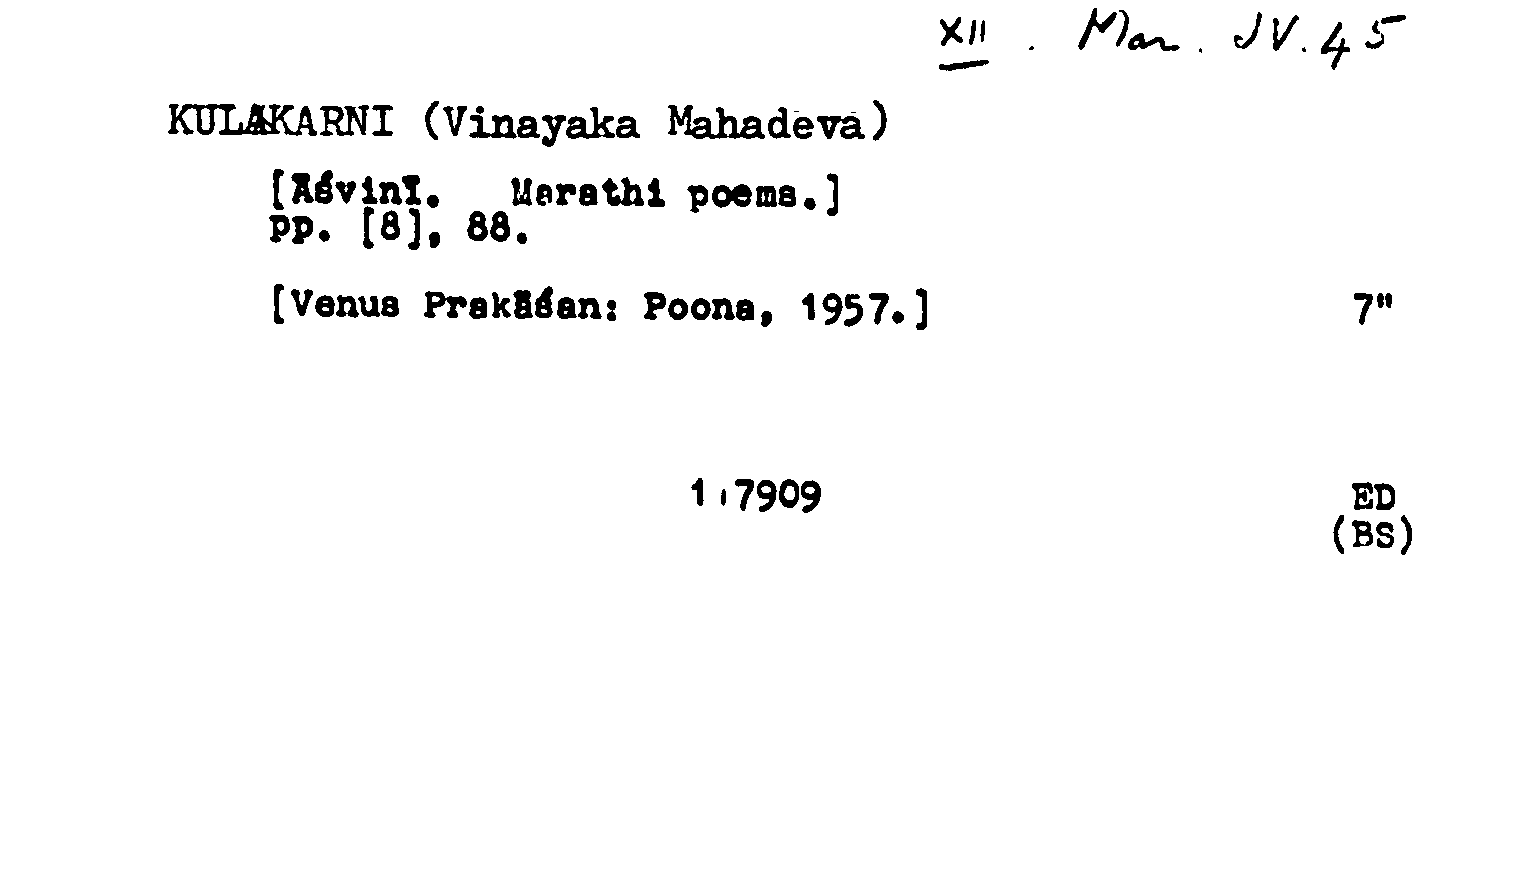 XII . Mar. JV.45
KULAKARNI (Vinayaka Mahadeva)
[Āśvinī. Marathi poems.]
pp. [8], 88.
[Venus Prakāśan: Poona, 1957.] 7"
1 7909 ED
(BS)